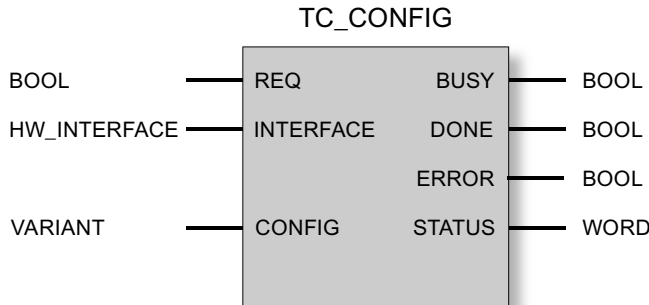 TC_CONFIG
BOOL REQ BUSY BOOL
HW_INTERFACE INTERFACE DONE BOOL
ERROR BOOL
VARIANT CONFIG STATUS WORD